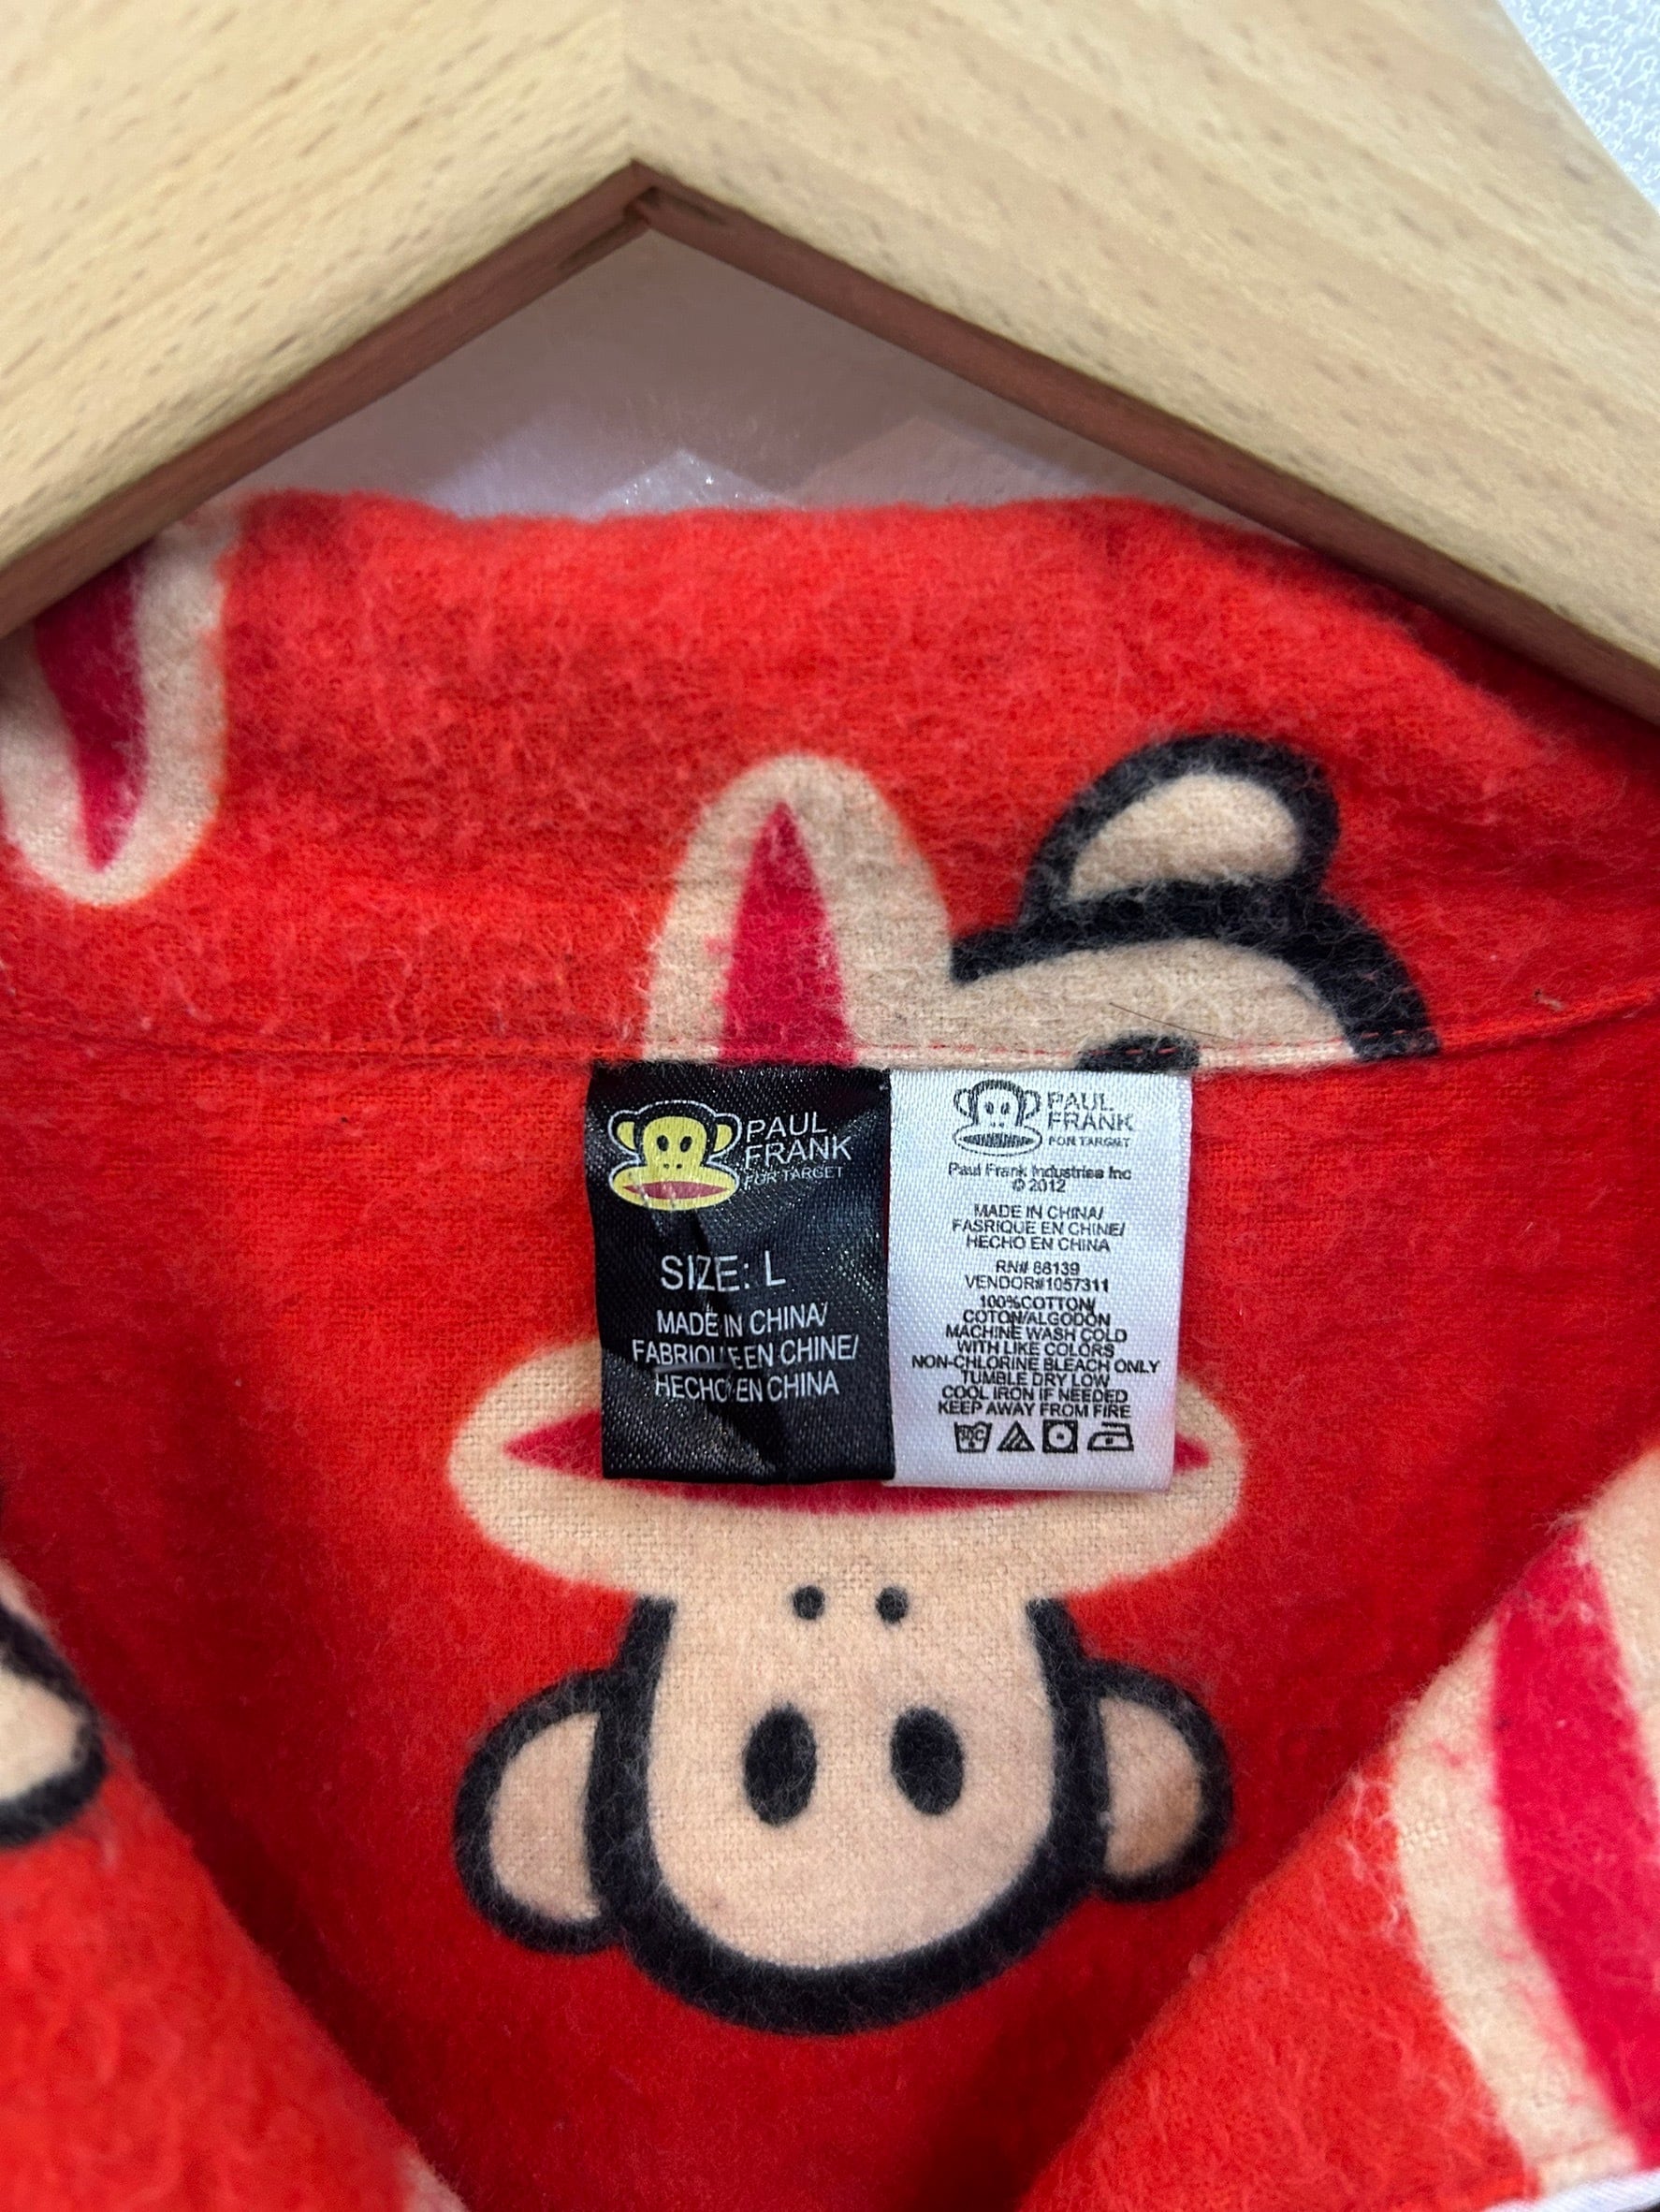 PAUL
FRANK
FOR TARGET
SIZE: L
MADE IN CHINA/
FABRIQUE EN CHINE/
HECHO EN CHINA
PAUL
FRANK
FOR TARGET
Paul Frank Industries Inc
© 2012
MADE IN CHINA/
FASRIQUE EN CHINE/
HECHO EN CHINA
RN# 88139
VENDOR#1057311
100%COTTON/
COTON/ALGODÓN
MACHINE WASH COLD
WITH LIKE COLORS
NON-CHLORINE BLEACH ONLY
TUMBLE DRY LOW
COOL IRON IF NEEDED
KEEP AWAY FROM FIRE